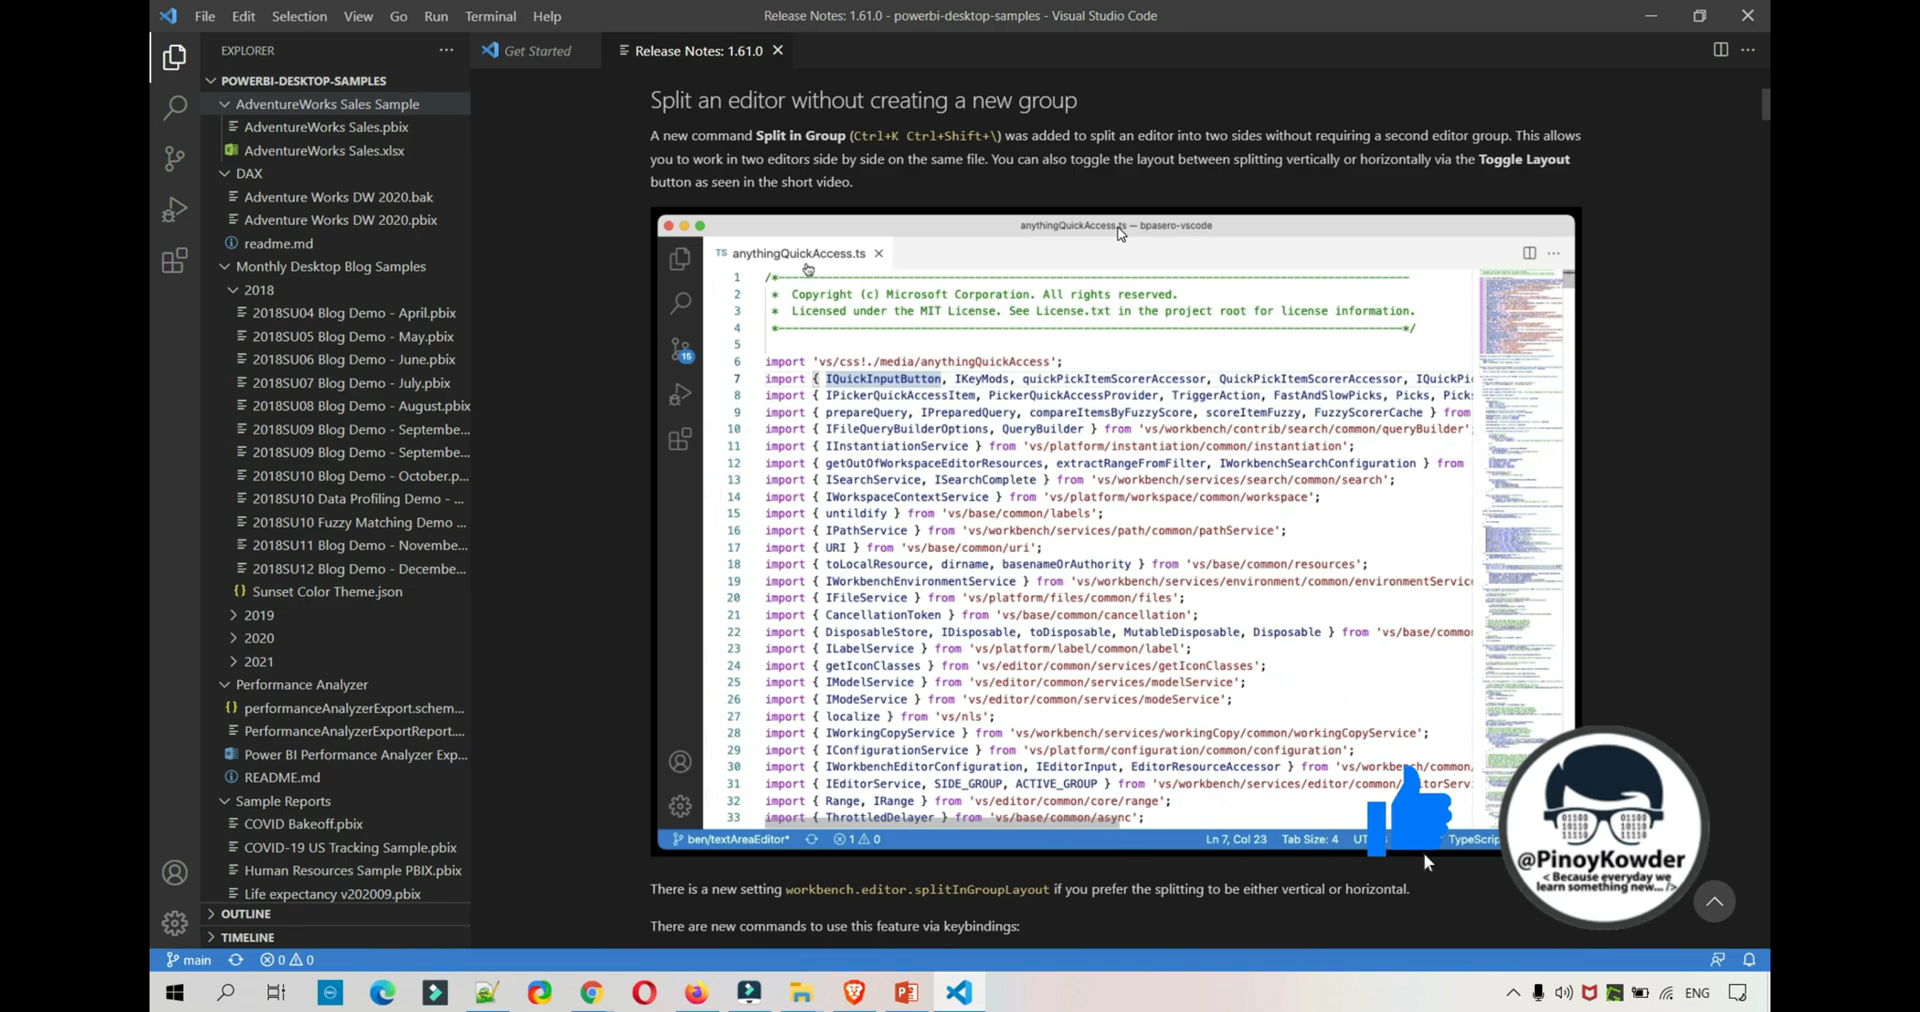 File Edit Selection View Go Run Terminal Help
Release Notes: 1.61.0 - powerbi-desktop-samples - Visual Studio Code
EXPLORER
Get Started
Release Notes: 1.61.0
POWERBI-DESKTOP-SAMPLES
AdventureWorks Sales Sample
AdventureWorks Sales.pbix
AdventureWorks Sales.xlsx
DAX
Adventure Works DW 2020.bak
Adventure Works DW 2020.pbix
readme.md
Monthly Desktop Blog Samples
2018
2018SU04 Blog Demo - April.pbix
2018SU05 Blog Demo - May.pbix
2018SU06 Blog Demo - June.pbix
2018SU07 Blog Demo - July.pbix
2018SU08 Blog Demo - August.pbix
2018SU09 Blog Demo - Septembe...
2018SU09 Blog Demo - Septembe...
2018SU10 Blog Demo - October.p...
2018SU10 Data Profiling Demo - ...
2018SU10 Fuzzy Matching Demo ...
2018SU11 Blog Demo - Novembe...
2018SU12 Blog Demo - Decembe...
Sunset Color Theme.json
2019
2020
2021
Performance Analyzer
performanceAnalyzerExport.schem...
PerformanceAnalyzerExportReport....
Power BI Performance Analyzer Exp...
README.md
Sample Reports
COVID Bakeoff.pbix
COVID-19 US Tracking Sample.pbix
Human Resources Sample PBIX.pbix
Life expectancy v202009.pbix
OUTLINE
TIMELINE
Split an editor without creating a new group
A new command Split in Group (Ctrl+K Ctrl+Shift+\) was added to split an editor into two sides without requiring a second editor group. This allows
you to work in two editors side by side on the same file. You can also toggle the layout between splitting vertically or horizontally via the Toggle Layout
button as seen in the short video.
anythingQuickAccess.ts — bpasero-vscode
TS anythingQuickAccess.ts
15
1 /*---------------------------------------------------------------------------------------------
2 * Copyright (c) Microsoft Corporation. All rights reserved.
3 * Licensed under the MIT License. See License.txt in the project root for license information.
4 *--------------------------------------------------------------------------------------------*/
5
6 import 'vs/css!./media/anythingQuickAccess';
7 import { IQuickInputButton, IKeyMods, quickPickItemScorerAccessor, QuickPickItemScorerAccessor, IQuickPi
8 import { IPickerQuickAccessItem, PickerQuickAccessProvider, TriggerAction, FastAndSlowPicks, Picks, Picks
9 import { prepareQuery, IPreparedQuery, compareItemsByFuzzyScore, scoreItemFuzzy, FuzzyScorerCache } from
10 import { IFileQueryBuilderOptions, QueryBuilder } from 'vs/workbench/contrib/search/common/queryBuilder'
11 import { IInstantiationService } from 'vs/platform/instantiation/common/instantiation';
12 import { getOutOfWorkspaceEditorResources, extractRangeFromFilter, IWorkbenchSearchConfiguration } from
13 import { ISearchService, ISearchComplete } from 'vs/workbench/services/search/common/search';
14 import { IWorkspaceContextService } from 'vs/platform/workspace/common/workspace';
15 import { untildify } from 'vs/base/common/labels';
16 import { IPathService } from 'vs/workbench/services/path/common/pathService';
17 import { URI } from 'vs/base/common/uri';
18 import { toLocalResource, dirname, basenameOrAuthority } from 'vs/base/common/resources';
19 import { IWorkbenchEnvironmentService } from 'vs/workbench/services/environment/common/environmentService
20 import { IFileService } from 'vs/platform/files/common/files';
21 import { CancellationToken } from 'vs/base/common/cancellation';
22 import { DisposableStore, IDisposable, toDisposable, MutableDisposable, Disposable } from 'vs/base/commo
23 import { ILabelService } from 'vs/platform/label/common/label';
24 import { getIconClasses } from 'vs/editor/common/services/getIconClasses';
25 import { IModelService } from 'vs/editor/common/services/modelService';
26 import { IModeService } from 'vs/editor/common/services/modeService';
27 import { localize } from 'vs/nls';
28 import { IWorkingCopyService } from 'vs/workbench/services/workingCopy/common/workingCopyService';
29 import { IConfigurationService } from 'vs/platform/configuration/common/configuration';
30 import { IWorkbenchEditorConfiguration, IEditorInput, EditorResourceAccessor } from 'vs/workbench/common
31 import { IEditorService, SIDE_GROUP, ACTIVE_GROUP } from 'vs/workbench/services/editor/common/editorServi
32 import { Range, IRange } from 'vs/editor/common/core/range';
33 import { ThrottledDelayer } from 'vs/base/common/async';
ben/textAreaEditor* 1 0 Ln 7, Col 23 Tab Size: 4 UT TypeScrip
There is a new setting workbench.editor.splitInGroupLayout if you prefer the splitting to be either vertical or horizontal.
There are new commands to use this feature via keybindings:
@PinoyKowder
< Because everyday we
learn something new... />
main 0 0
ENG